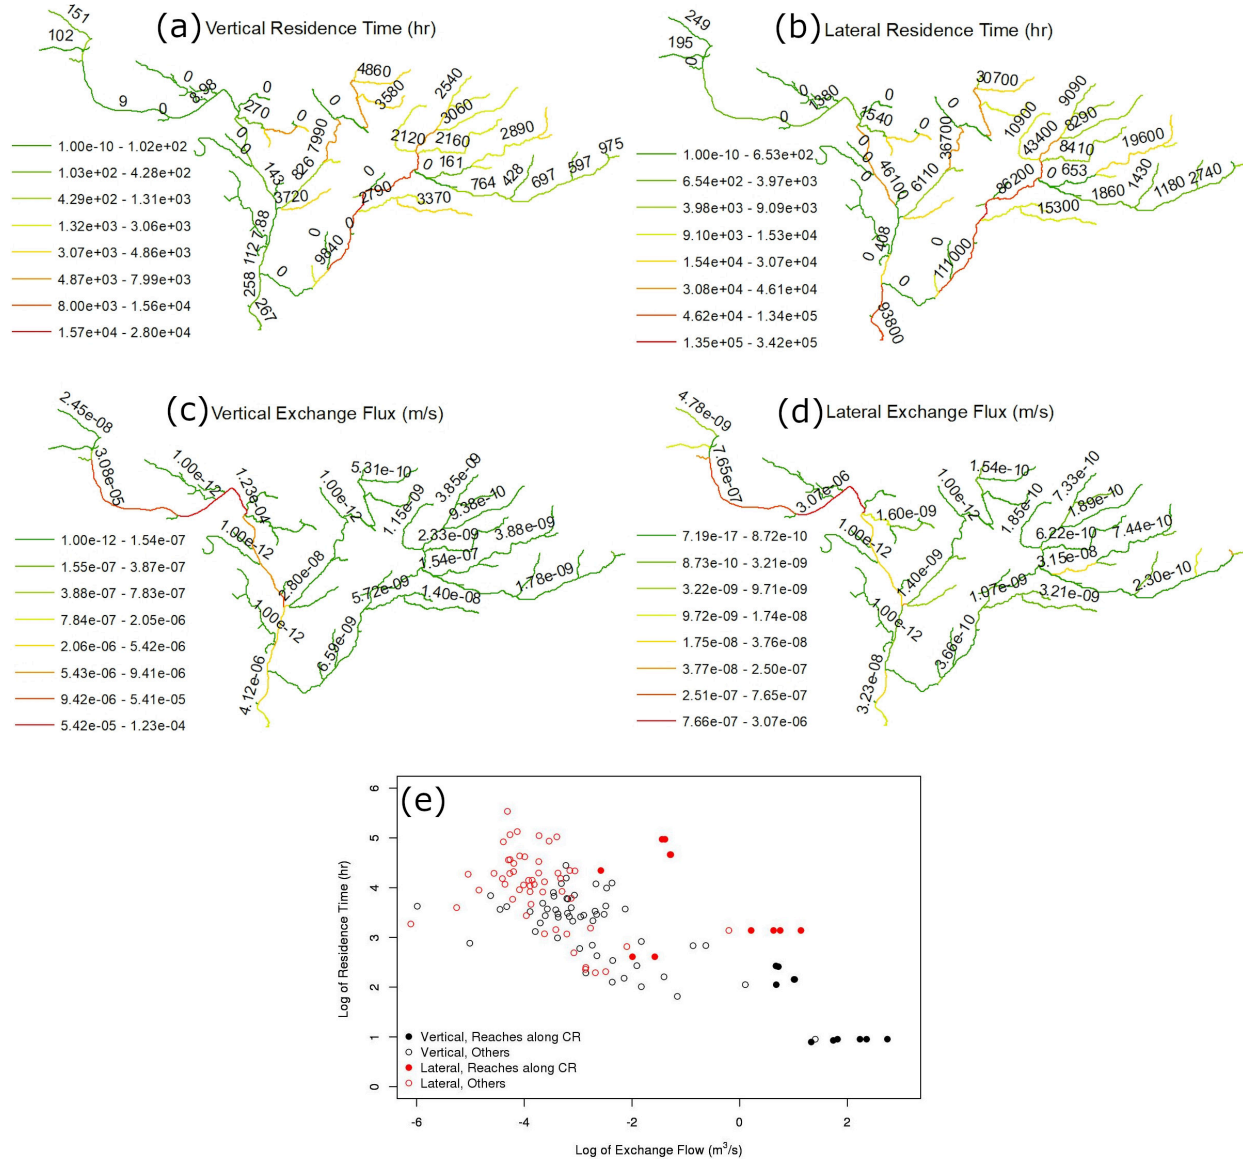 (a) Vertical Residence Time (hr)
151
102
9
0
0
8.98
0
270
0
0
0
0
7990
4860
3580
2540
3060
2120
2160
2890
0
161
764
428
697
597
975
143
826
3720
0
2790
3370
7.88
112
258
267
0
0
0
9840
1.00e-10 - 1.02e+02
1.03e+02 - 4.28e+02
4.29e+02 - 1.31e+03
1.32e+03 - 3.06e+03
3.07e+03 - 4.86e+03
4.87e+03 - 7.99e+03
8.00e+03 - 1.56e+04
1.57e+04 - 2.80e+04
(b) Lateral Residence Time (hr)
249
195
0
0
0
1380
0
1540
0
0
0
36700
30700
10900
9090
8290
43400
8410
19600
0
653
1860
1430
1180
2740
46100
6110
86200
15300
408
0
0
0
111000
93800
1.00e-10 - 6.53e+02
6.54e+02 - 3.97e+03
3.98e+03 - 9.09e+03
9.10e+03 - 1.53e+04
1.54e+04 - 3.07e+04
3.08e+04 - 4.61e+04
4.62e+04 - 1.34e+05
1.35e+05 - 3.42e+05
(c) Vertical Exchange Flux (m/s)
2.45e-08
3.08e-05
1.00e-12
1.23e-04
1.00e-12
1.00e-12
5.31e-10
1.15e-09
3.85e-09
9.38e-10
2.33e-09
3.88e-09
1.54e-07
2.80e-08
5.72e-09
1.40e-08
1.78e-09
1.00e-12
6.59e-09
4.12e-06
1.00e-12 - 1.54e-07
1.55e-07 - 3.87e-07
3.88e-07 - 7.83e-07
7.84e-07 - 2.05e-06
2.06e-06 - 5.42e-06
5.43e-06 - 9.41e-06
9.42e-06 - 5.41e-05
5.42e-05 - 1.23e-04
(d) Lateral Exchange Flux (m/s)
4.78e-09
7.65e-07
3.07e-06
1.60e-09
1.00e-12
1.00e-12
1.54e-10
1.85e-10
7.33e-10
1.89e-10
6.22e-10
7.44e-10
3.15e-08
1.40e-09
1.07e-09
3.21e-09
2.30e-10
1.00e-12
3.66e-10
3.23e-08
7.19e-17 - 8.72e-10
8.73e-10 - 3.21e-09
3.22e-09 - 9.71e-09
9.72e-09 - 1.74e-08
1.75e-08 - 3.76e-08
3.77e-08 - 2.50e-07
2.51e-07 - 7.65e-07
7.66e-07 - 3.07e-06
(e)
Log of Residence Time (hr)
6
5
4
3
2
1
0
Vertical, Reaches along CR
Vertical, Others
Lateral, Reaches along CR
Lateral, Others
-6
-4
-2
0
2
Log of Exchange Flow (m³/s)